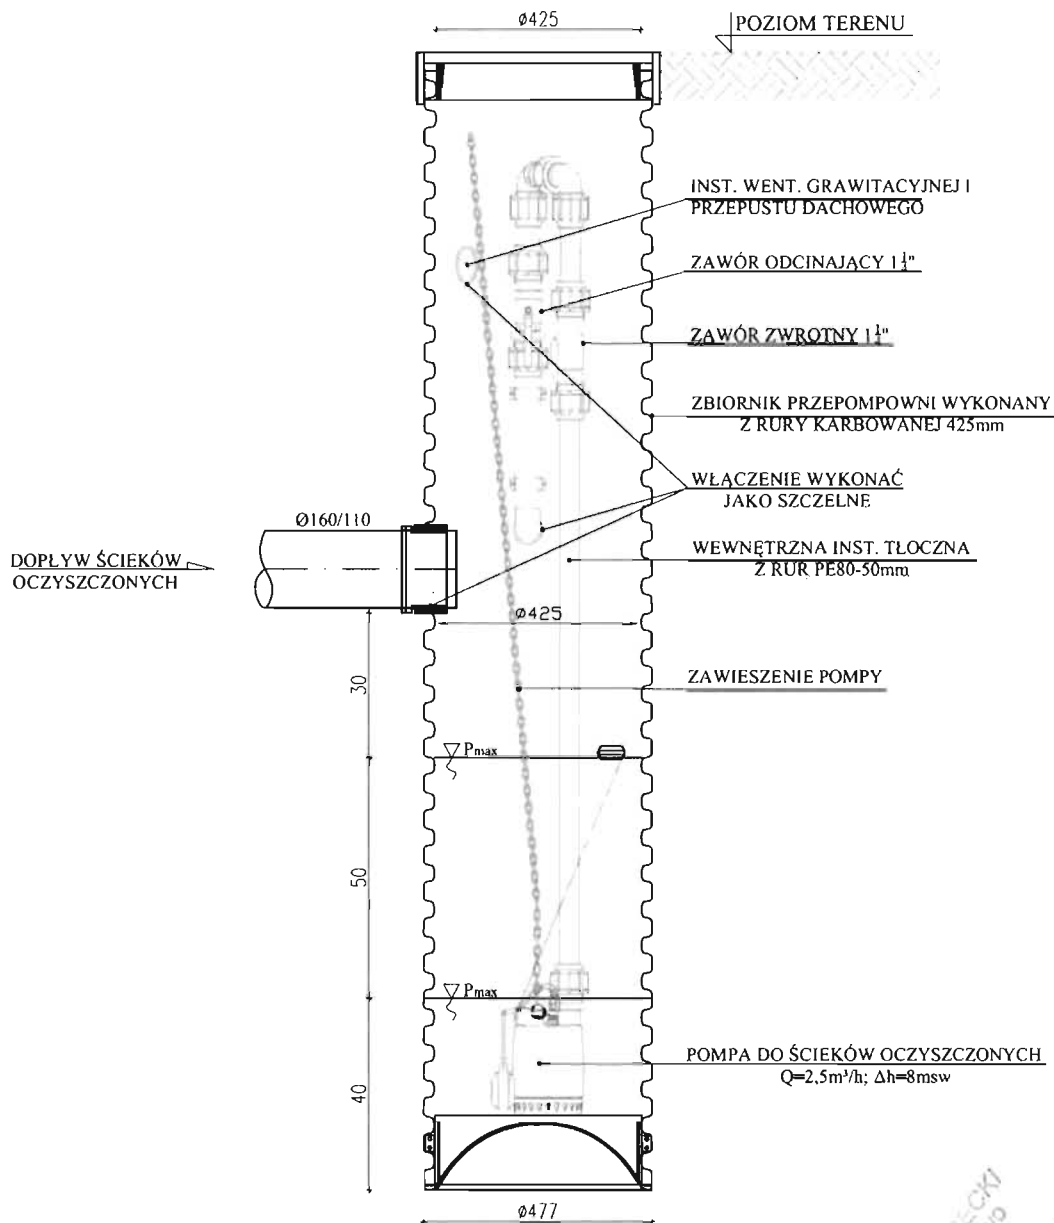 ø425
POZIOM TERENU
INST. WENT. GRAWITACYJNEJ I
PRZEPUSTU DACHOWEGO
ZAWÓR ODCINAJĄCY 1¼"
ZAWÓR ZWROTNY 1¼"
ZBIORNIK PRZEPOMPOWNI WYKONANY
Z RURY KARBOWANEJ 425mm
WŁĄCZENIE WYKONAĆ
JAKO SZCZELNE
Ø160/110
DOPŁYW ŚCIEKÓW
OCZYSZCZONYCH
WEWNĘTRZNA INST. TŁOCZNA
Z RUR PE80-50mm
ø425
ZAWIESZENIE POMPY
30
Pmax
50
Pmax
POMPA DO ŚCIEKÓW OCZYSZCZONYCH
Q=2,5m³/h; Δh=8msw
40
ø477